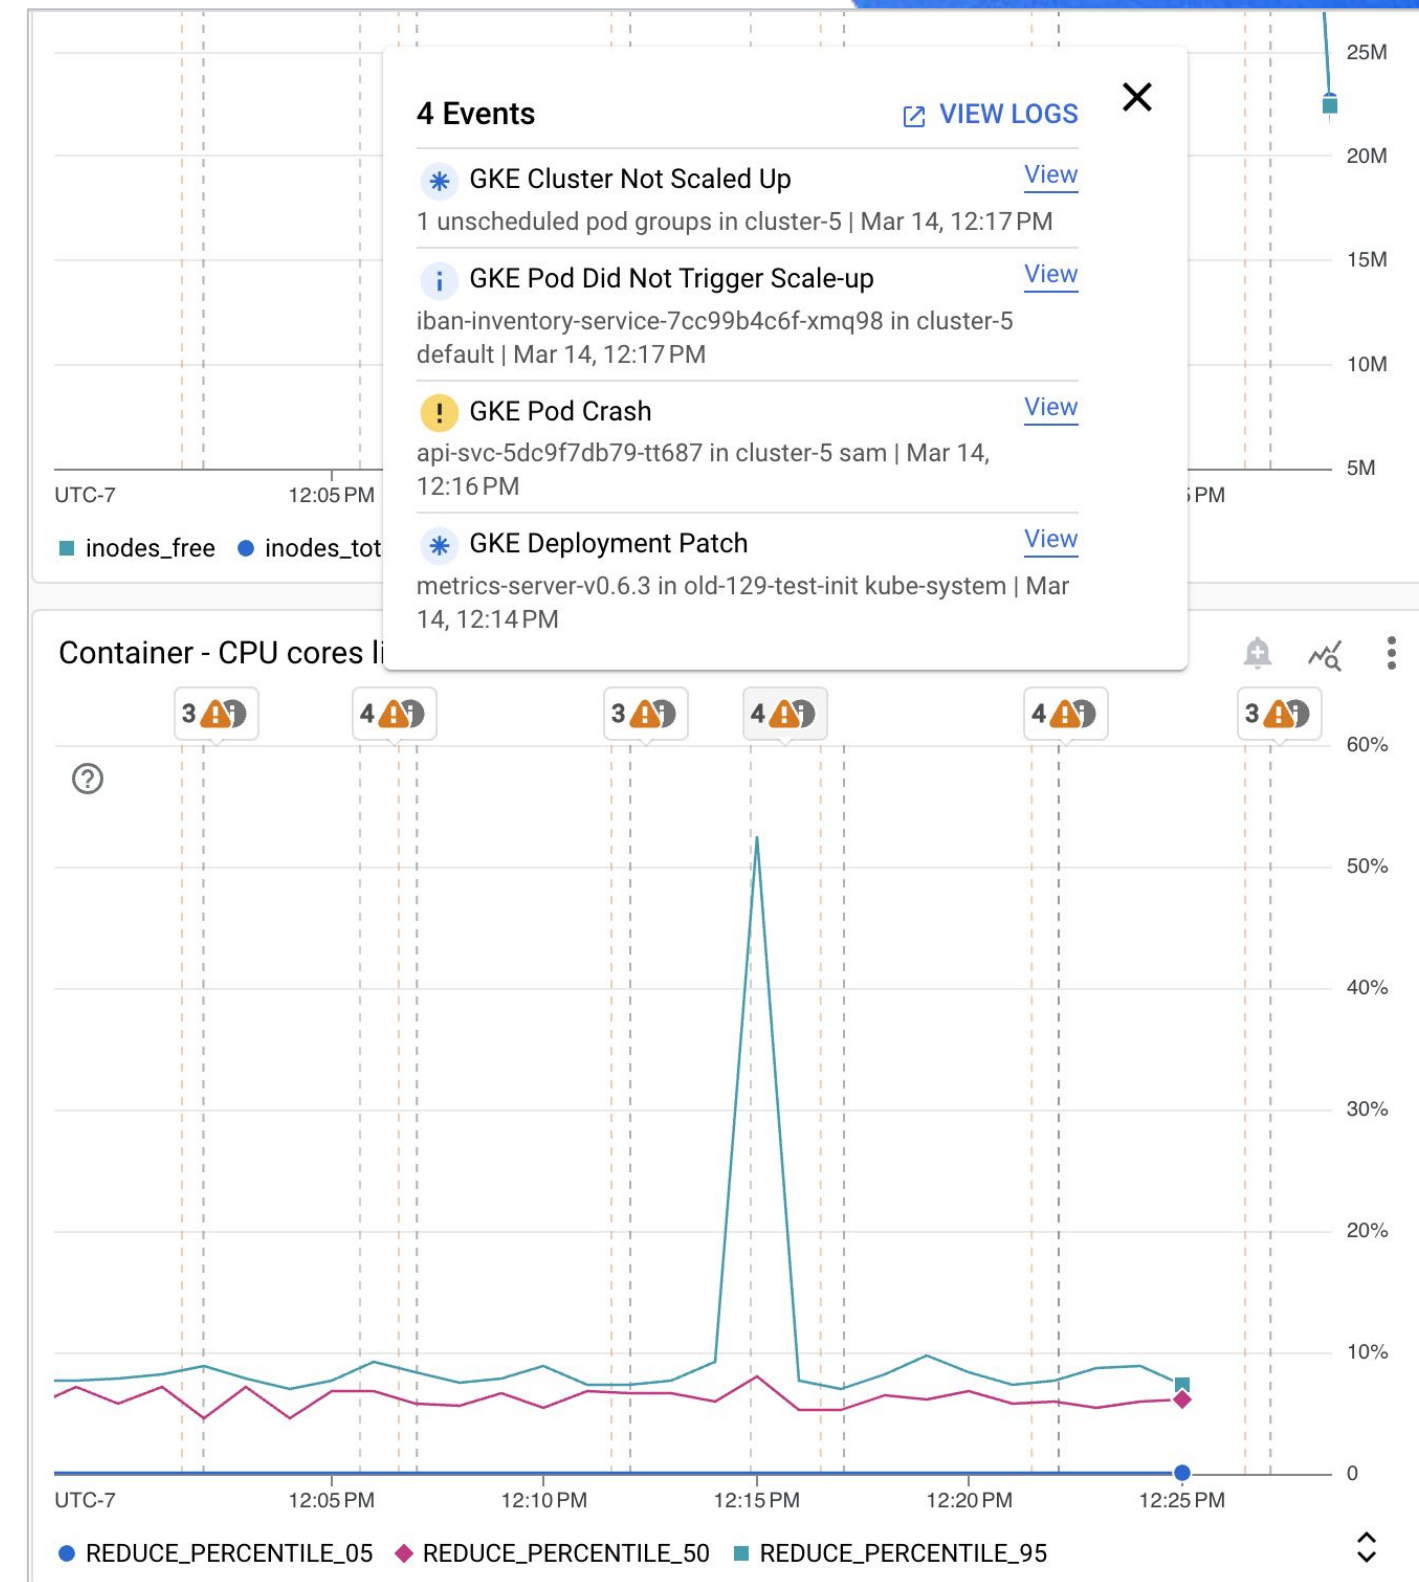 25M
4 Events
VIEW LOGS
20M
GKE Cluster Not Scaled Up
View
1 unscheduled pod groups in cluster-5 | Mar 14, 12:17 PM
15M
GKE Pod Did Not Trigger Scale-up
View
iban-inventory-service-7cc99b4c6f-xmq98 in cluster-5
default | Mar 14, 12:17 PM
10M
GKE Pod Crash
View
api-svc-5dc9f7db79-tt687 in cluster-5 sam | Mar 14,
12:16 PM
5M
UTC-7
12:05 PM
PM
inodes_free
inodes_tot
GKE Deployment Patch
View
metrics-server-v0.6.3 in old-129-test-init kube-system | Mar
14, 12:14 PM
Container - CPU cores li
3
4
3
4
4
3
60%
50%
40%
30%
20%
10%
0
UTC-7
12:05 PM
12:10 PM
12:15 PM
12:20 PM
12:25 PM
REDUCE_PERCENTILE_05
REDUCE_PERCENTILE_50
REDUCE_PERCENTILE_95